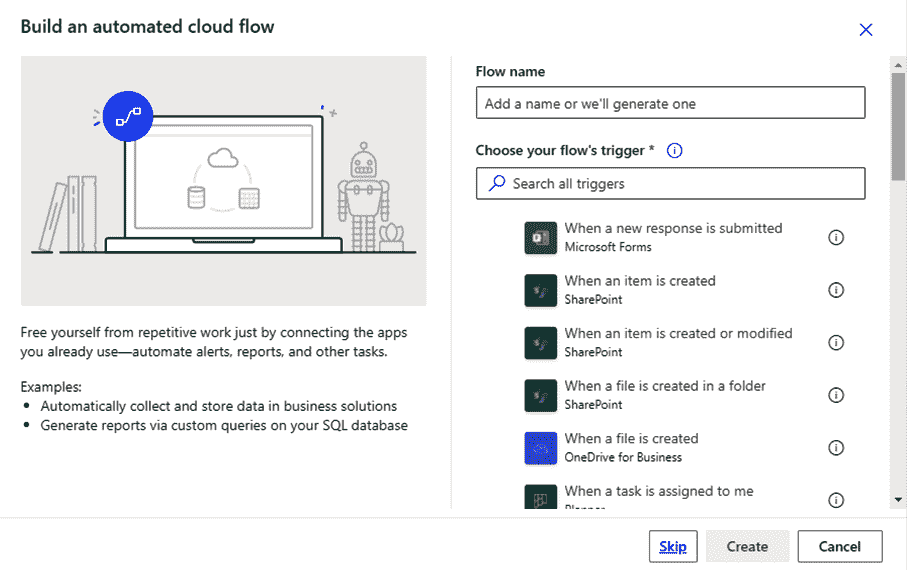 Build an automated cloud flow
Free yourself from repetitive work just by connecting the apps
you already use—automate alerts, reports, and other tasks.
Examples:
Automatically collect and store data in business solutions
Generate reports via custom queries on your SQL database
Flow name
Add a name or we'll generate one
Choose your flow's trigger *
Search all triggers
When a new response is submitted
Microsoft Forms
When an item is created
SharePoint
When an item is created or modified
SharePoint
When a file is created in a folder
SharePoint
When a file is created
OneDrive for Business
When a task is assigned to me
Planner
Skip
Create
Cancel